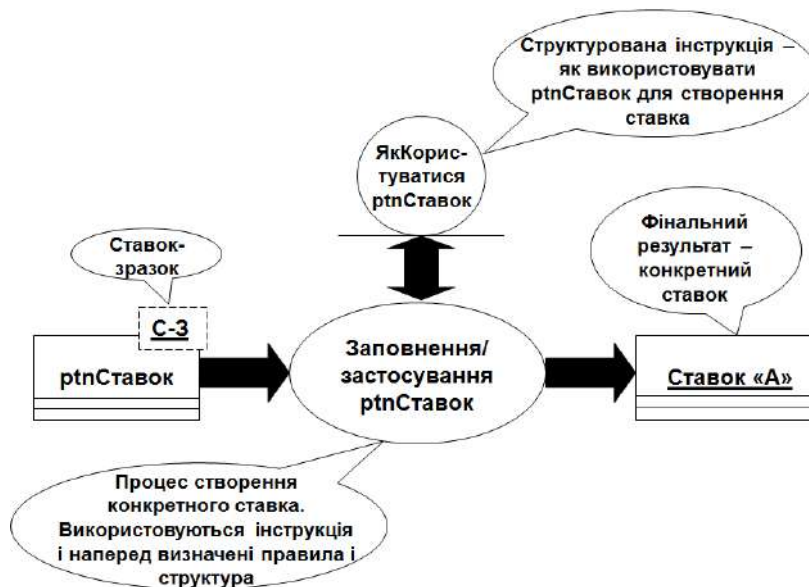 Структурована інструкція –
як використовувати
ptnСтавок для створення
ставка
ЯкКорис-
туватися
ptnСтавок
Ставок-
зразок
Фінальний
результат –
конкретний
ставок
С-З
ptnСтавок
Заповнення/
застосування
ptnСтавок
Ставок «А»
Процес створення
конкретного ставка.
Використовуються інструкція
і наперед визначені правила і
структура